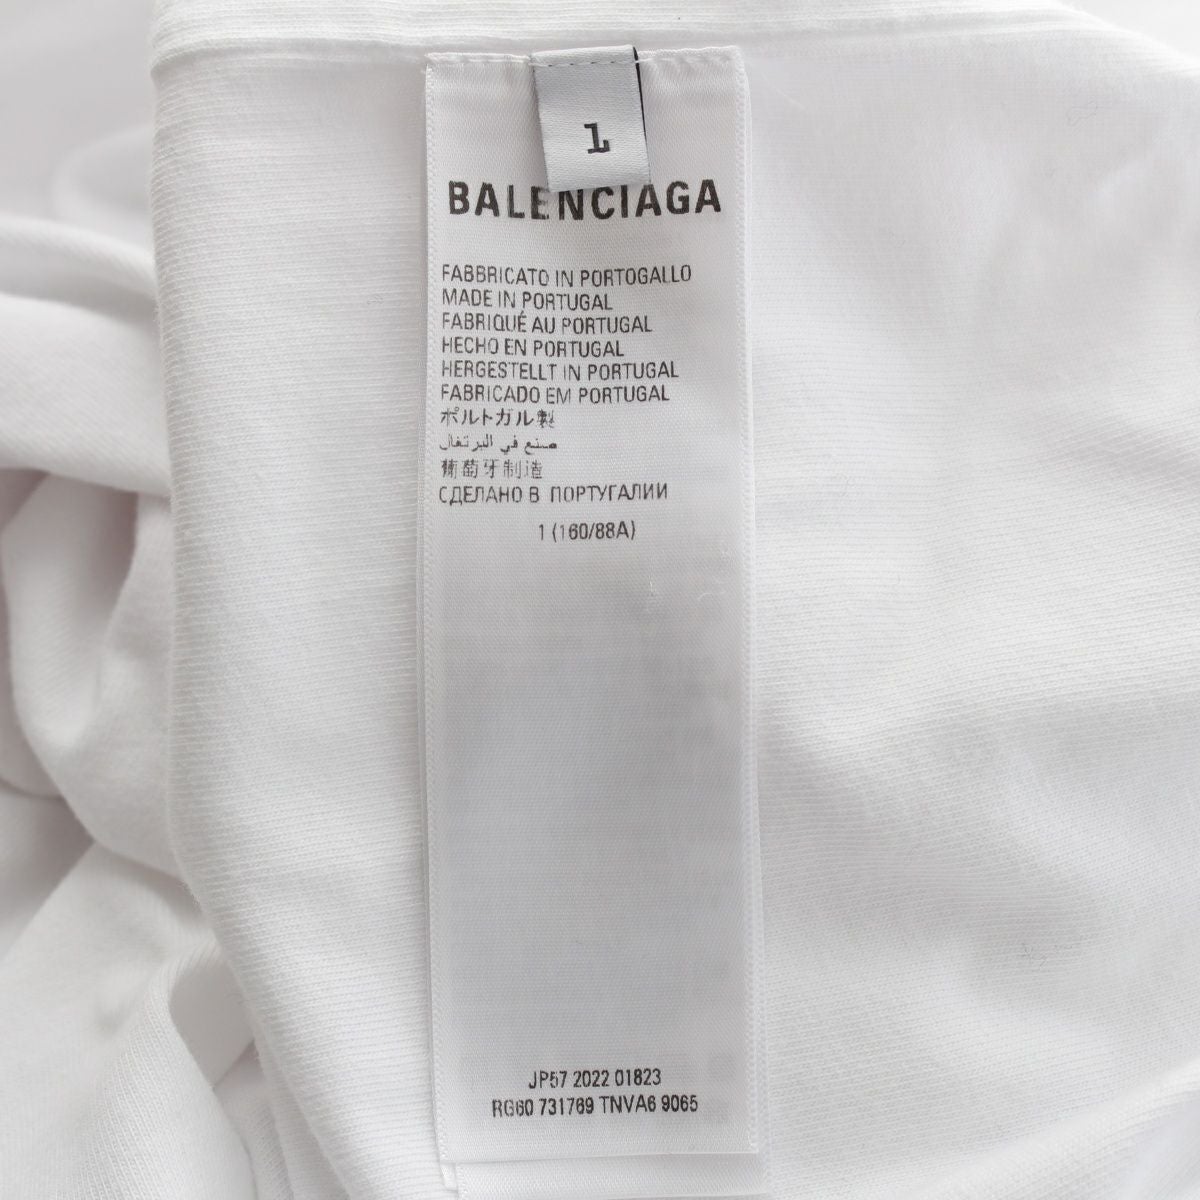 1
BALENCIAGA
FABBRICATO IN PORTOGALLO
MADE IN PORTUGAL
FABRIQUÉ AU PORTUGAL
HECHO EN PORTUGAL
HERGESTELLT IN PORTUGAL
FABRICADO EM PORTUGAL
ポルトガル製
صنع في البرتغال
葡萄牙制造
СДЕЛАНО В ПОРТУГАЛИИ
1 (160/88A)
JP57 2022 01823
RG60 731769 TNVA6 9065